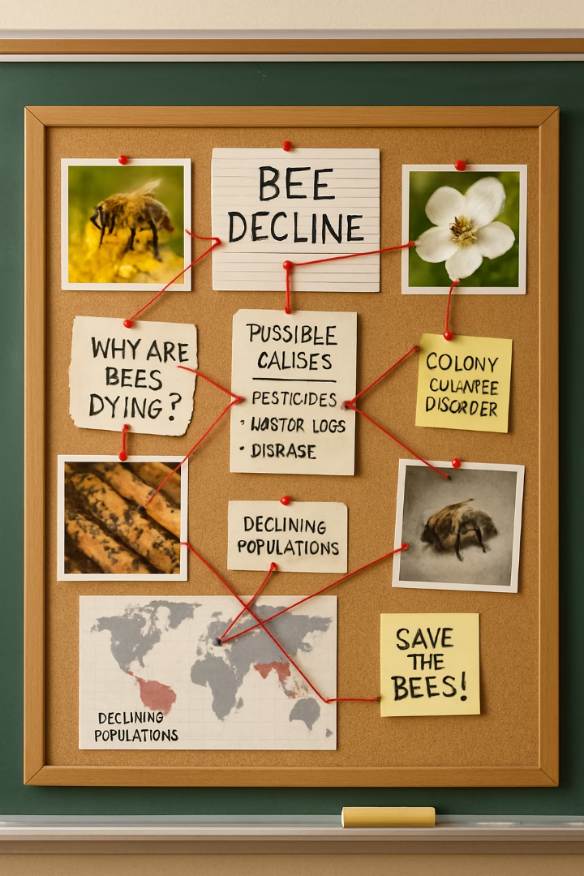 BEE
DECLINE
WHY ARE
BEES
DYING?
PUSSIBLE
CALISES
PESTICIDES
• WOSTOR LOGS
• DISRASE
COLONY
CULANPEE
DISORDER
DECLINING
POPULATIONS
DECLINING
POPULATIONS
SAVE
THE
BEES!